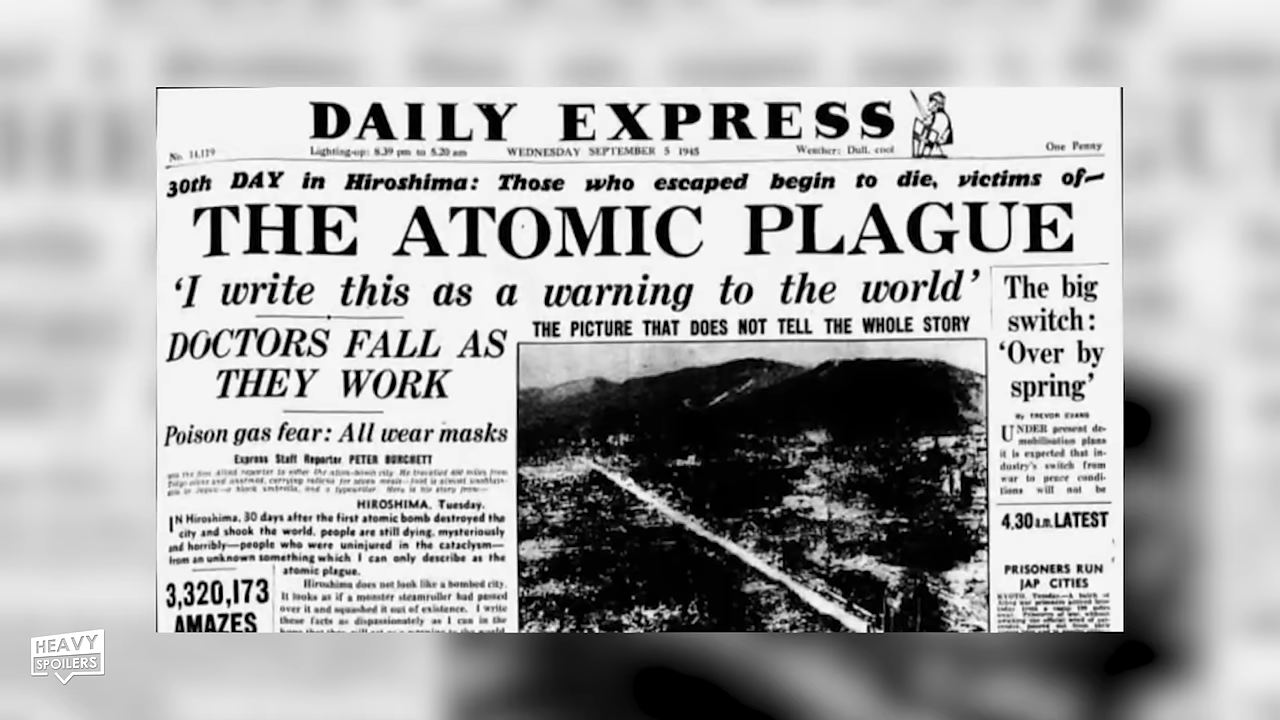 DAILY EXPRESS
No. 14,119
Lighting-up: 8.39 pm to 5.20 am
WEDNESDAY SEPTEMBER 5 1945
Weather: Dull, cool
One Penny
30th DAY in Hiroshima: Those who escaped begin to die, victims of—
THE ATOMIC PLAGUE
'I write this as a warning to the world'
DOCTORS FALL AS
THEY WORK
Poison gas fear: All wear masks
Express Staff Reporter PETER BURCHETT
HIROSHIMA, Tuesday.
IN Hiroshima, 30 days after the first atomic bomb destroyed the
city and shook the world, people are still dying, mysteriously
and horribly—people who were uninjured in the cataclysm—
from an unknown something which I can only describe as the
atomic plague.
Hiroshima does not look like a bombed city.
It looks as if a monster steamroller had passed
over it and squashed it out of existence. I write
these facts as dispassionately as I can in the
3,320,173
AMAZES
THE PICTURE THAT DOES NOT TELL THE WHOLE STORY
The big
switch:
'Over by
spring'
By TREVOR EVANS
UNDER present de-
mobilisation plans
it is expected that in-
dustry's switch from
war to peace condi-
tions will not be
4.30 a.m. LATEST
PRISONERS RUN
JAP CITIES
HEAVY
SPOILERS